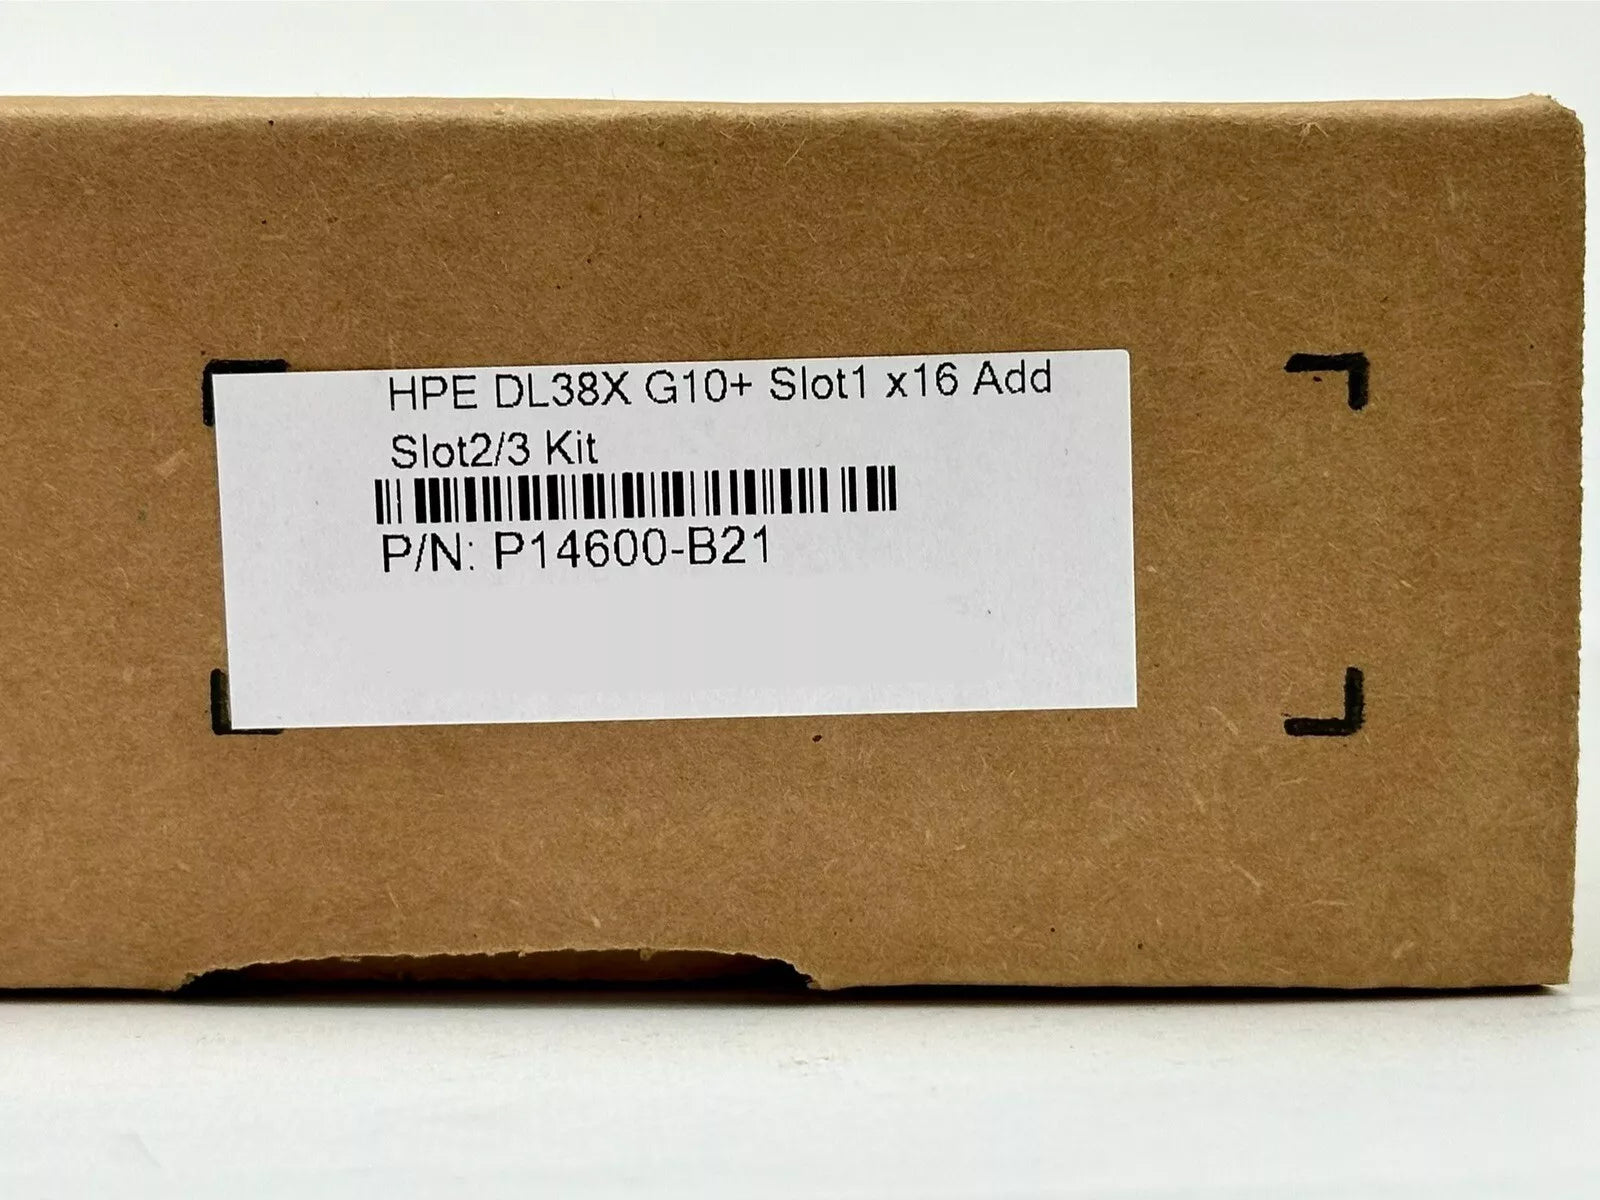 HPE DL38X G10+ Slot1 x16 Add
Slot2/3 Kit
P/N: P14600-B21